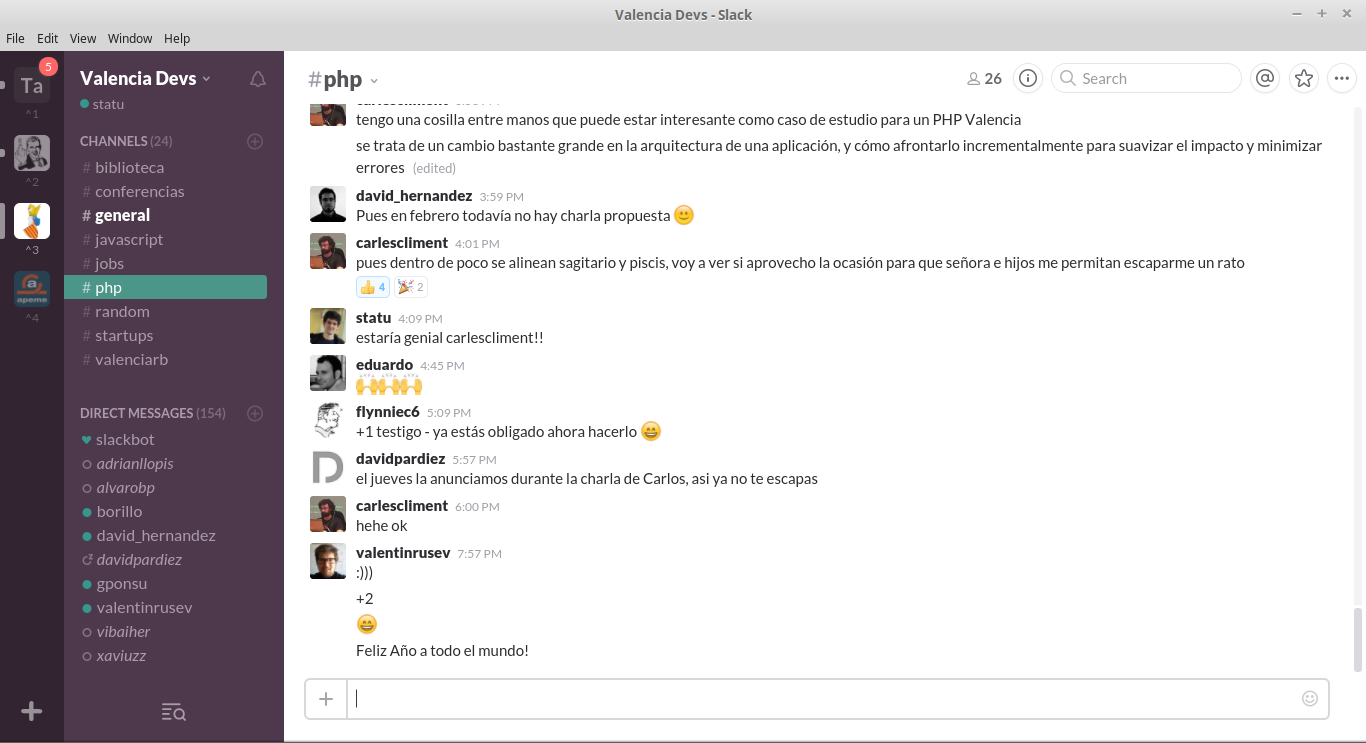 Valencia Devs - Slack
File Edit View Window Help
Ta
5
^1
^2
^3
apeme
^4
Valencia Devs
statu
CHANNELS (24)
# biblioteca
# conferencias
# general
# javascript
# jobs
# php
# random
# startups
# valenciarb
DIRECT MESSAGES (154)
slackbot
adrianllopis
alvarobp
borillo
david_hernandez
davidpardiez
gponsu
valentinrusev
vibaiher
xaviuzz
#php
26
Search
carlescliment
tengo una cosilla entre manos que puede estar interesante como caso de estudio para un PHP Valencia
se trata de un cambio bastante grande en la arquitectura de una aplicación, y cómo afrontarlo incrementalmente para suavizar el impacto y minimizar
errores (edited)
david_hernandez 3:59 PM
Pues en febrero todavía no hay charla propuesta 🙂
carlescliment 4:01 PM
pues dentro de poco se alinean sagitario y piscis, voy a ver si aprovecho la ocasión para que señora e hijos me permitan escaparme un rato
👍 4 🎉 2
statu 4:09 PM
estaría genial carlescliment!!
eduardo 4:45 PM
🙌🙌🙌
flynniec6 5:09 PM
+1 testigo - ya estás obligado ahora hacerlo 😄
davidpardiez 5:57 PM
el jueves la anunciamos durante la charla de Carlos, asi ya no te escapas
carlescliment 6:00 PM
hehe ok
valentinrusev 7:57 PM
:)))
+2
😄
Feliz Año a todo el mundo!